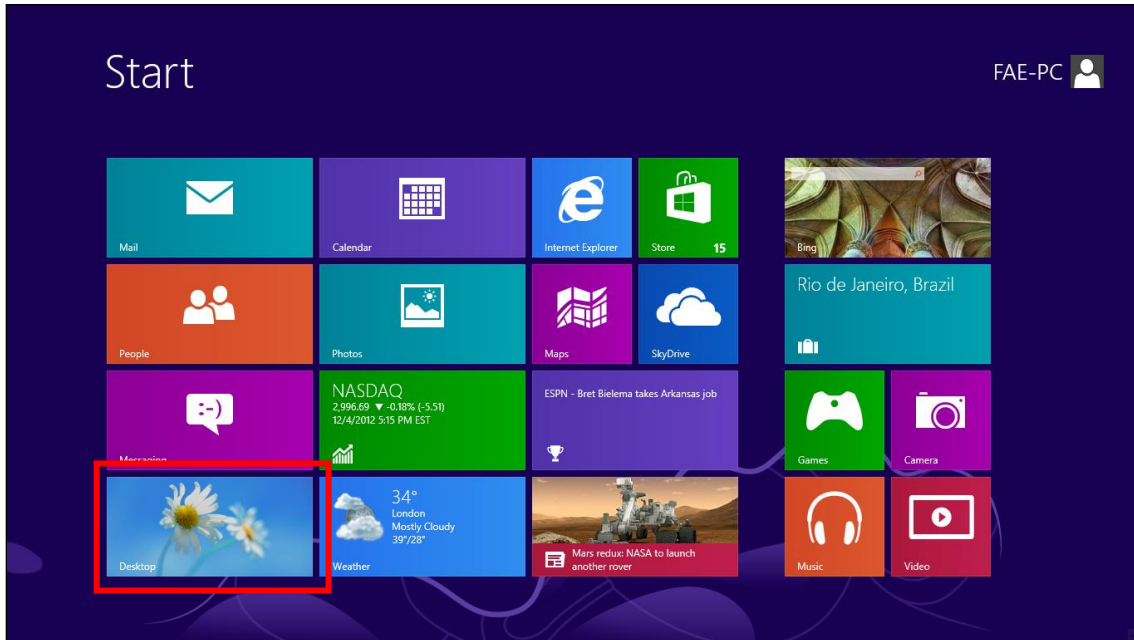 Start
FAE-PC
Mail
Calendar
Internet Explorer
Store 15
Bing
People
Photos
Maps
SkyDrive
Rio de Janeiro, Brazil
Messaging
NASDAQ
2,996.69 ▼ -0.18% (-5.51)
12/4/2012 5:15 PM EST
ESPN - Bret Bielema takes Arkansas job
Games
Camera
Desktop
34°
London
Mostly Cloudy
39°/28°
Weather
Mars redux: NASA to launch
another rover
Music
Video